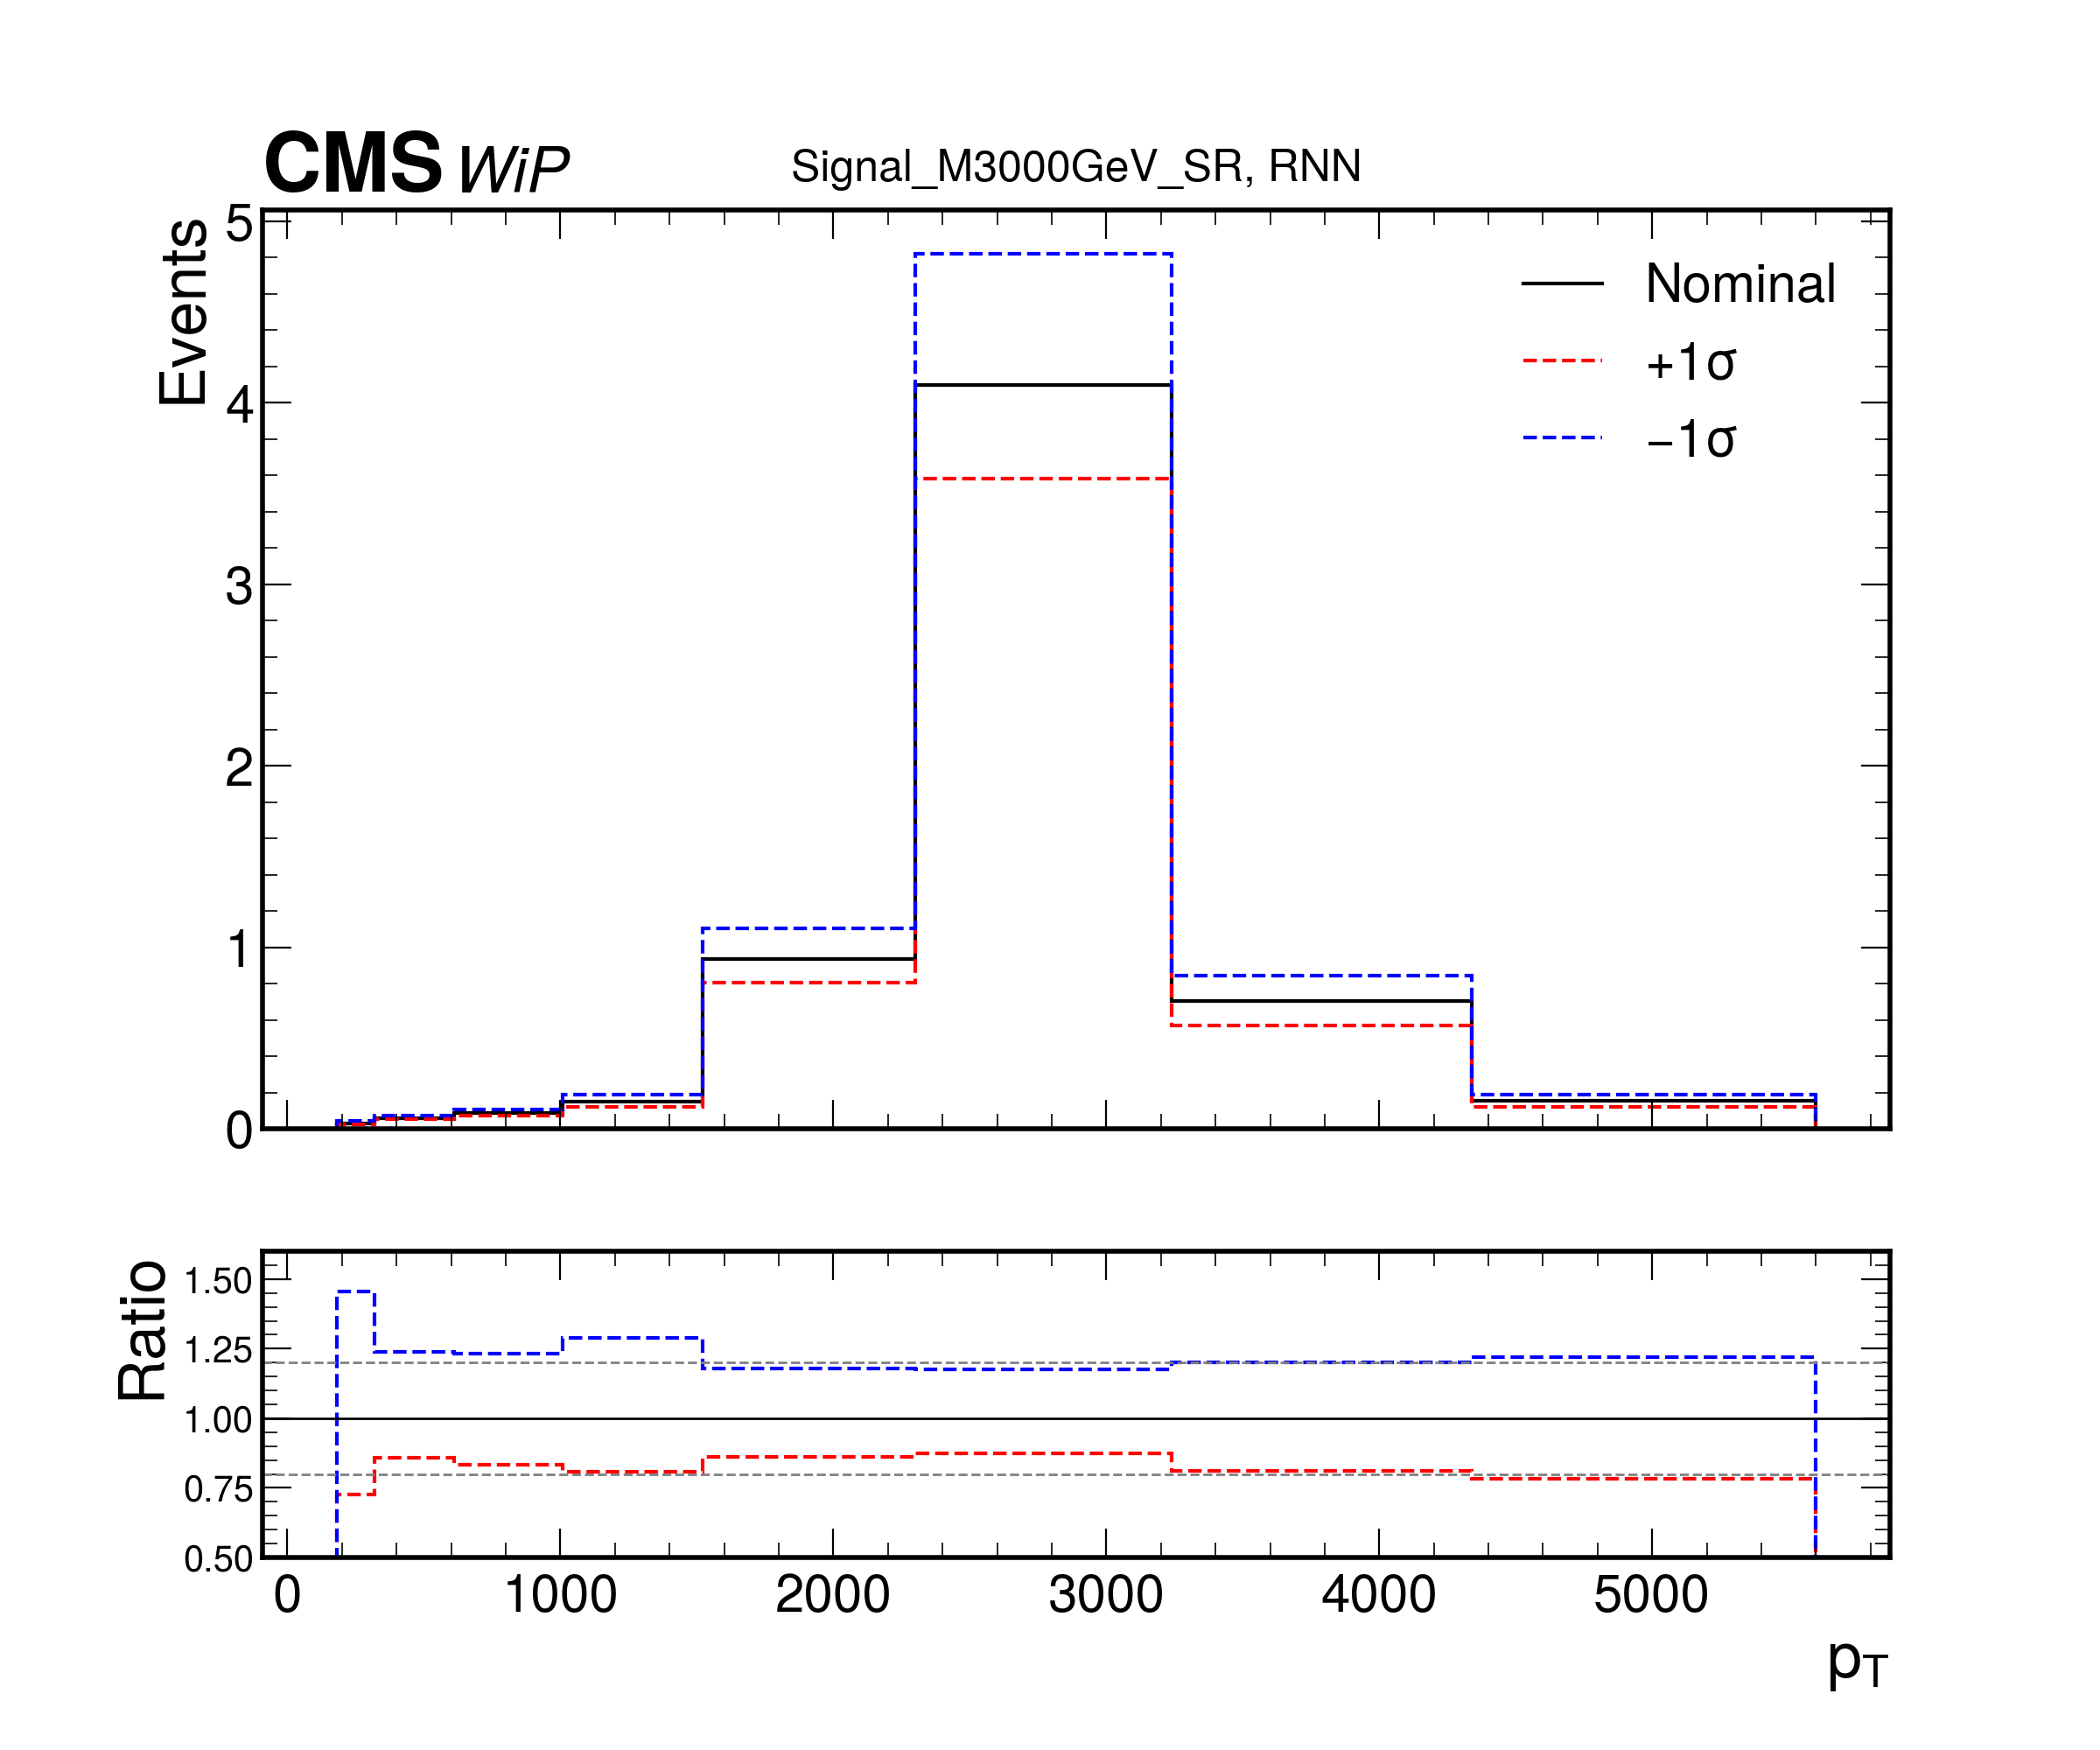 CMS WiP Signal_M3000GeV_SR, RNN
Events
5
4
3
2
1
0
Nominal
+1σ
−1σ
Ratio
1.50
1.25
1.00
0.75
0.50
0 1000 2000 3000 4000 5000
pT